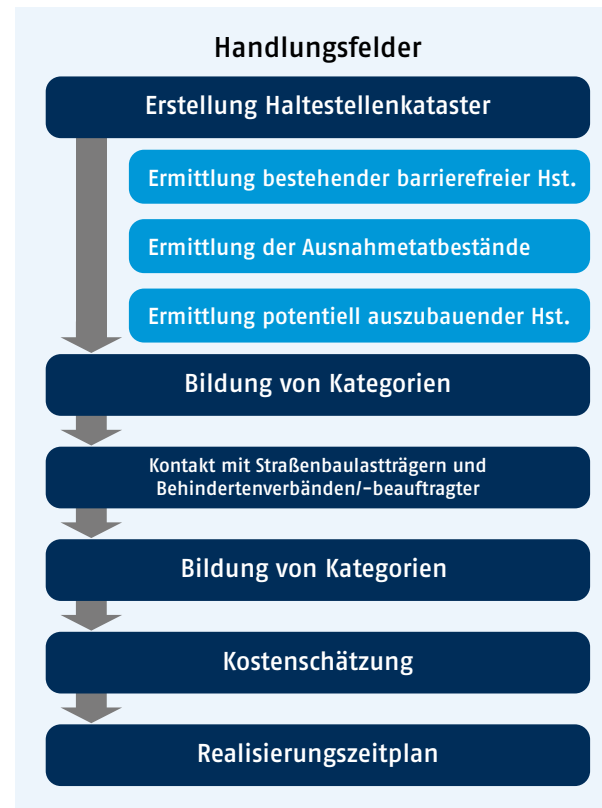 Handlungsfelder
Erstellung Haltestellenkataster
Ermittlung bestehender barrierefreier Hst.
Ermittlung der Ausnahmetatbestände
Ermittlung potentiell auszubauender Hst.
Bildung von Kategorien
Kontakt mit Straßenbaulastträgern und
Behindertenverbänden/-beauftragter
Bildung von Kategorien
Kostenschätzung
Realisierungszeitplan